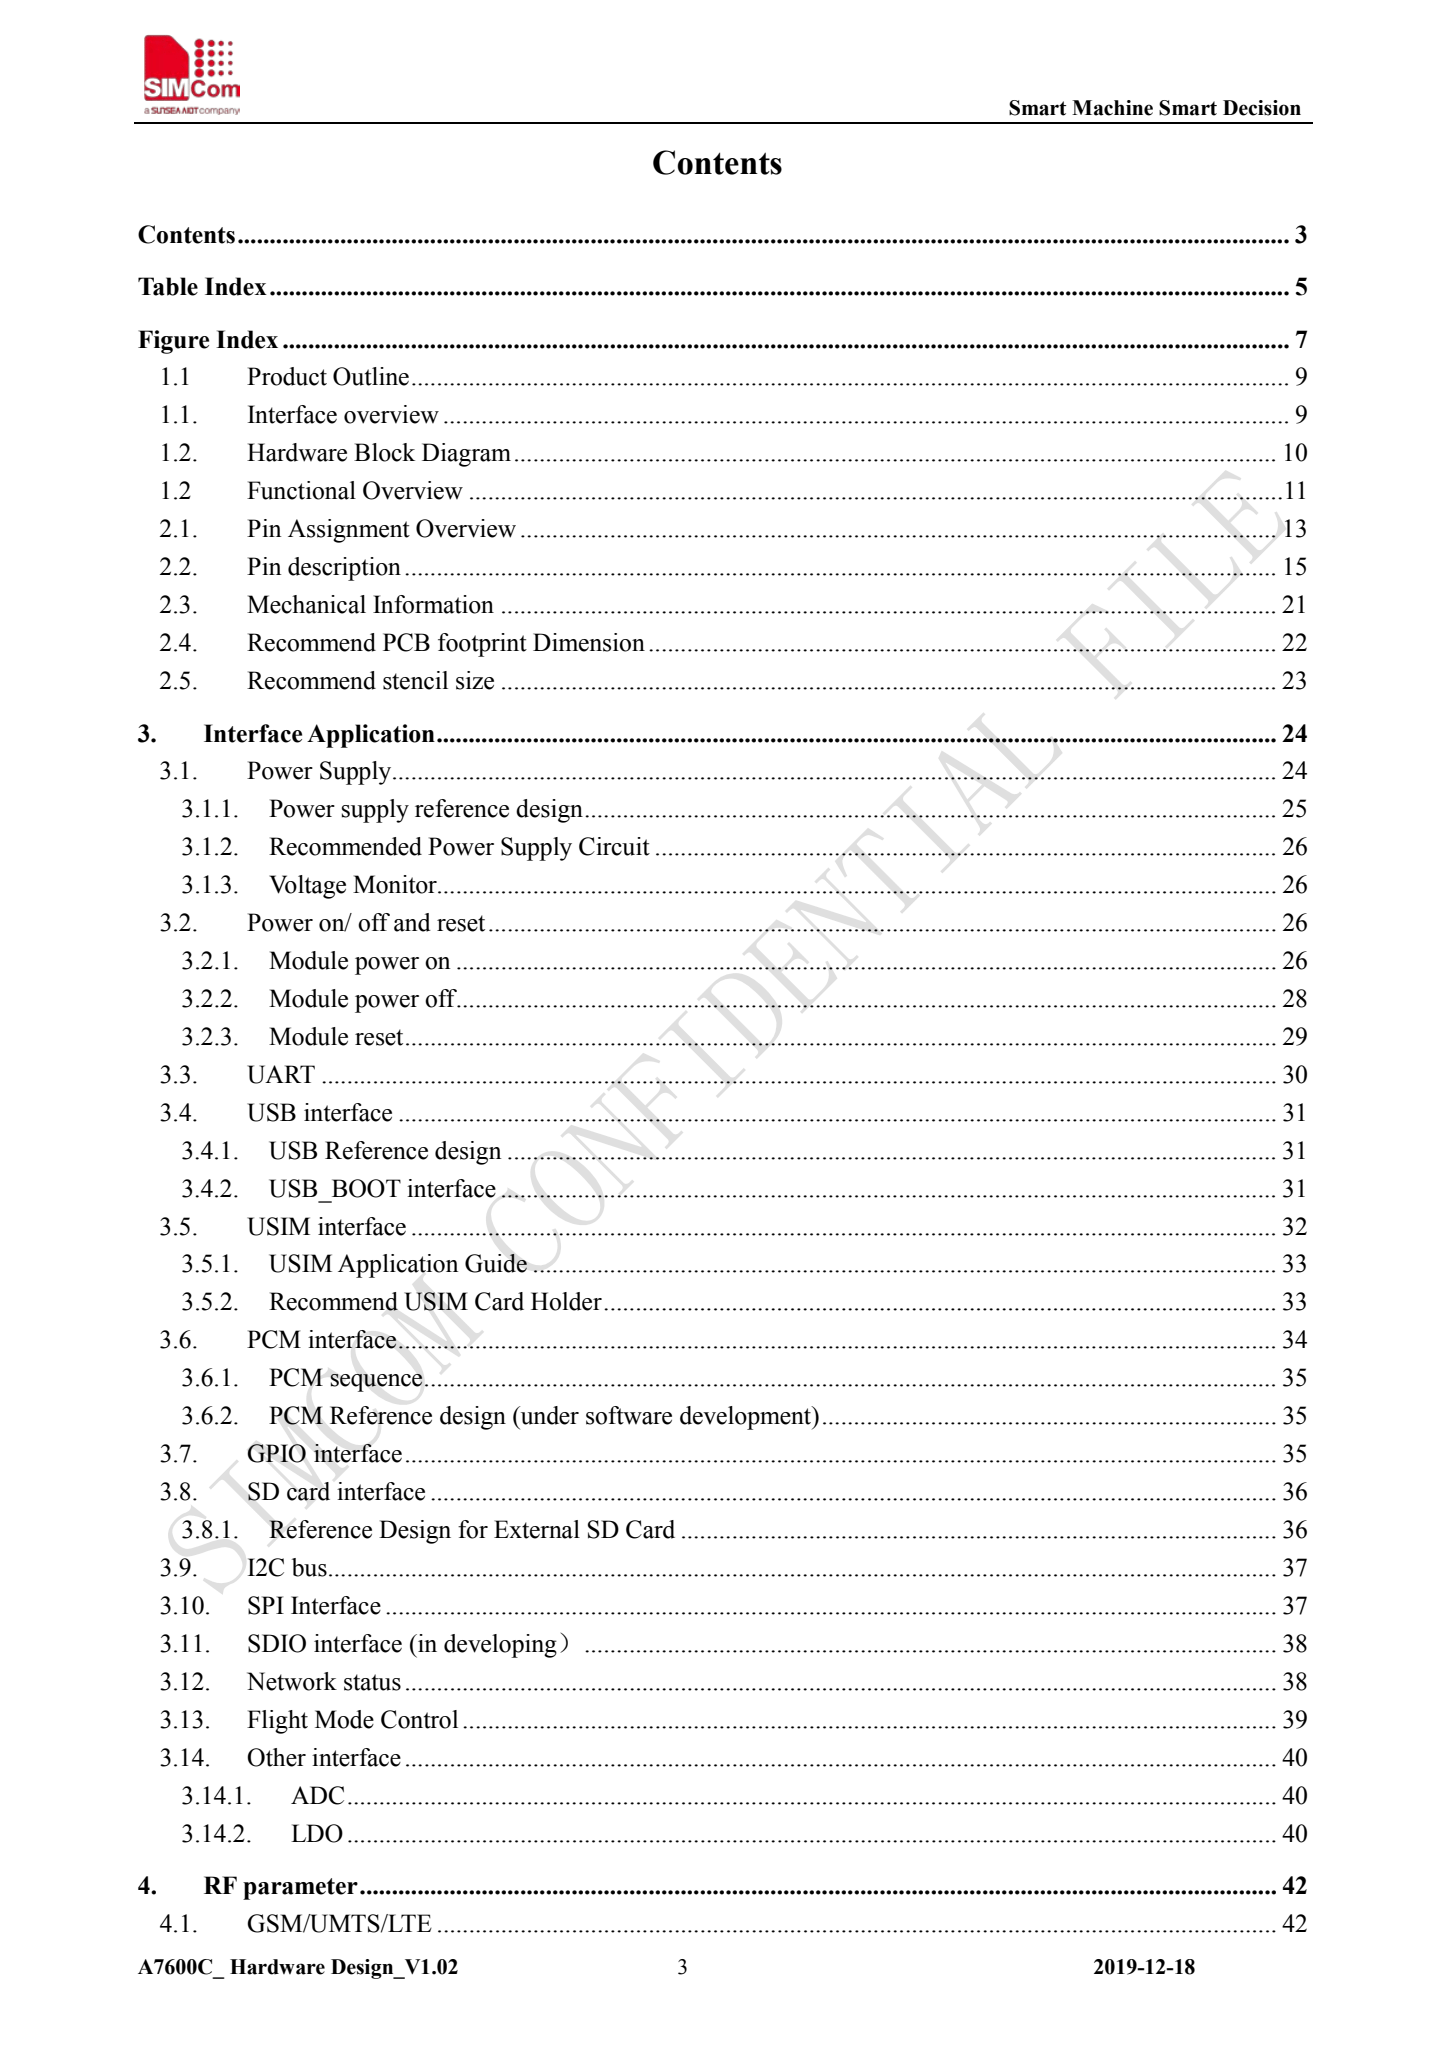 SIMCom
a SUNSEA AIOT company
Smart Machine Smart Decision
Contents
Contents........ 3
Table Index........ 5
Figure Index........ 7
1.1 Product Outline........ 9
1.1. Interface overview........ 9
1.2. Hardware Block Diagram........ 10
1.2 Functional Overview........ 11
2.1. Pin Assignment Overview........ 13
2.2. Pin description........ 15
2.3. Mechanical Information........ 21
2.4. Recommend PCB footprint Dimension........ 22
2.5. Recommend stencil size........ 23
3. Interface Application........ 24
3.1. Power Supply........ 24
3.1.1. Power supply reference design........ 25
3.1.2. Recommended Power Supply Circuit........ 26
3.1.3. Voltage Monitor........ 26
3.2. Power on/ off and reset........ 26
3.2.1. Module power on........ 26
3.2.2. Module power off........ 28
3.2.3. Module reset........ 29
3.3. UART........ 30
3.4. USB interface........ 31
3.4.1. USB Reference design........ 31
3.4.2. USB_BOOT interface........ 31
3.5. USIM interface........ 32
3.5.1. USIM Application Guide........ 33
3.5.2. Recommend USIM Card Holder........ 33
3.6. PCM interface........ 34
3.6.1. PCM sequence........ 35
3.6.2. PCM Reference design (under software development)........ 35
3.7. GPIO interface........ 35
3.8. SD card interface........ 36
3.8.1. Reference Design for External SD Card........ 36
3.9. I2C bus........ 37
3.10. SPI Interface........ 37
3.11. SDIO interface (in developing）........ 38
3.12. Network status........ 38
3.13. Flight Mode Control........ 39
3.14. Other interface........ 40
3.14.1. ADC........ 40
3.14.2. LDO........ 40
4. RF parameter........ 42
4.1. GSM/UMTS/LTE........ 42
A7600C_ Hardware Design_V1.02 3 2019-12-18
SIMCOM CONFIDENTIAL FILE